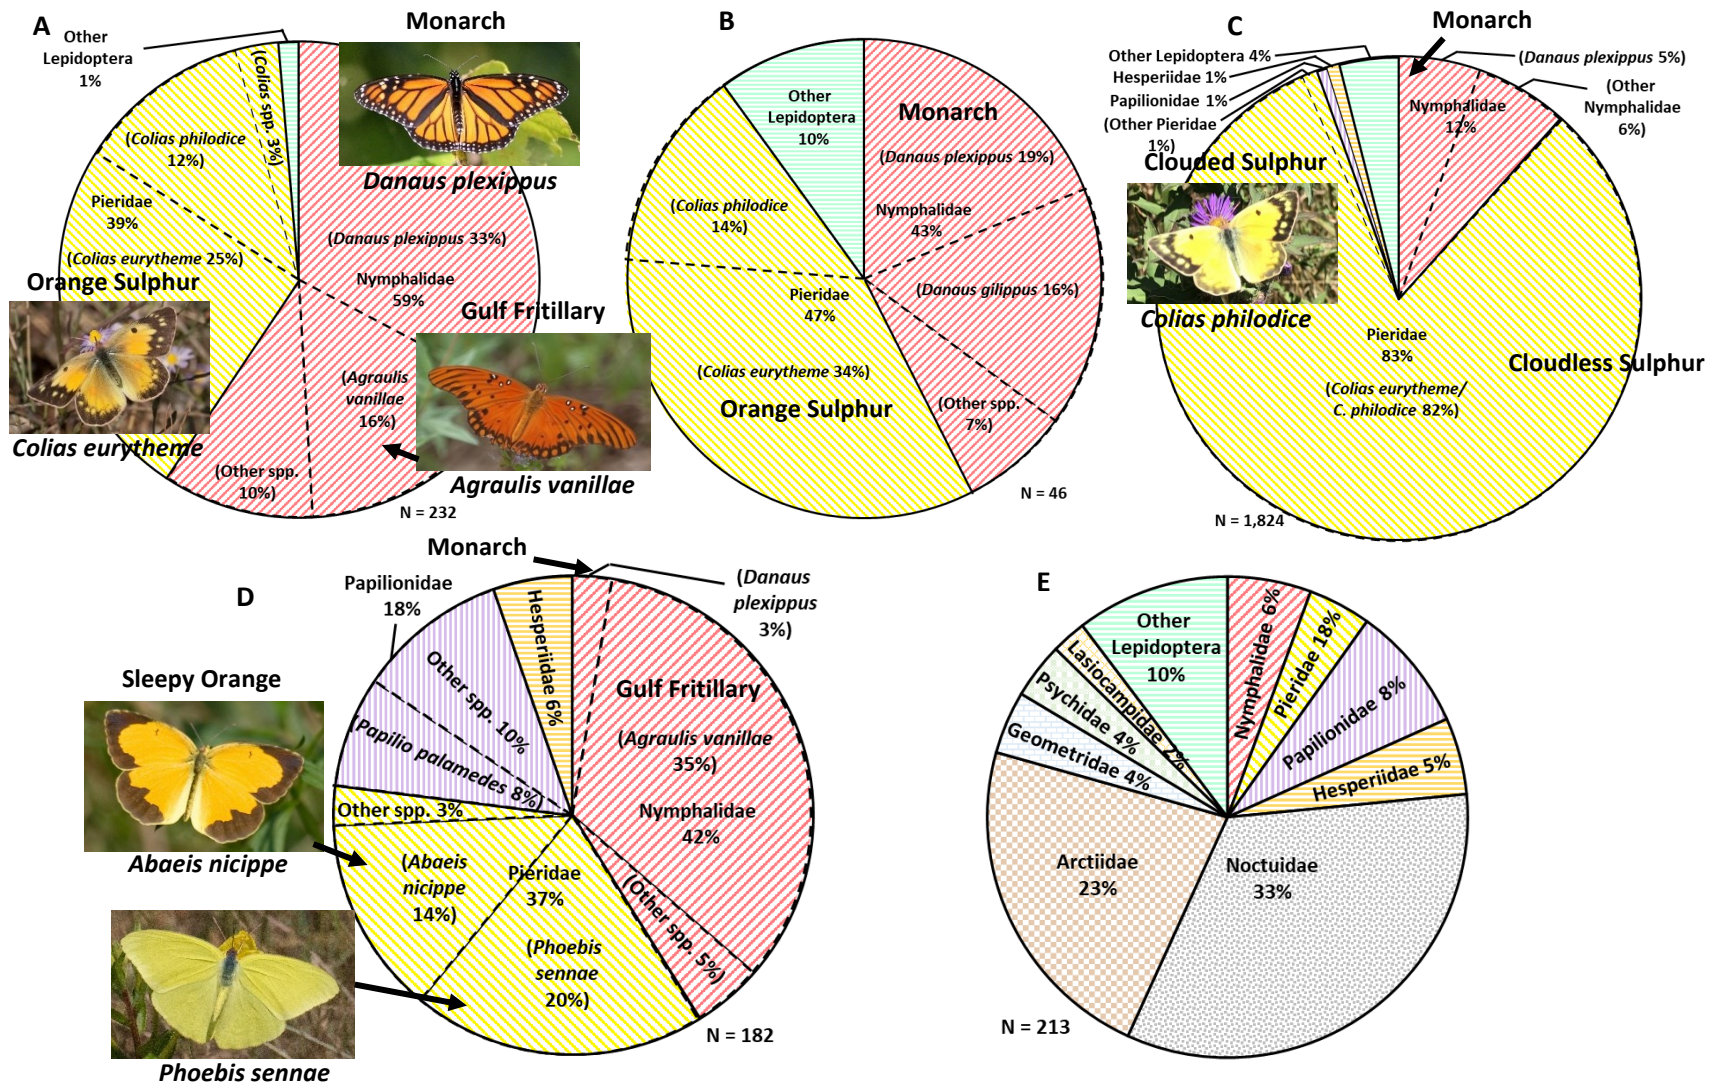 A
Monarch
Other
Lepidoptera
1%
(Colias spp. 3%)
(Colias philodice
12%)
Danaus plexippus
Pieridae
39%
(Danaus plexippus 33%)
(Colias eurytheme 25%)
Orange Sulphur
Nymphalidae
59%
Gulf Fritillary
(Agraulis
vanillae
16%)
Colias eurytheme
(Other spp.
10%)
Agraulis vanillae
N = 232
B
Other
Lepidoptera
10%
Monarch
(Danaus plexippus 19%)
(Colias philodice
14%)
Nymphalidae
43%
Pieridae
47%
(Danaus gilippus 16%)
(Colias eurytheme 34%)
Orange Sulphur
(Other spp.
7%)
N = 46
C
Monarch
Other Lepidoptera 4%
Hesperiidae 1%
Papilionidae 1%
(Other Pieridae
1%)
(Danaus plexippus 5%)
(Other
Nymphalidae
6%)
Nymphalidae
12%
Clouded Sulphur
Colias philodice
Pieridae
83%
Cloudless Sulphur
(Colias eurytheme/
C. philodice 82%)
N = 1,824
D
Monarch
(Danaus
plexippus
3%)
Papilionidae
18%
Hesperiidae 6%
Other spp. 10%
(Papilio palamedes 8%)
Sleepy Orange
Gulf Fritillary
(Agraulis vanillae
35%)
Nymphalidae
42%
Other spp. 3%
Abaeis nicippe
(Abaeis
nicippe
14%)
Pieridae
37%
(Other spp. 5%)
(Phoebis
sennae
20%)
N = 182
Phoebis sennae
E
Other
Lepidoptera
10%
Nymphalidae 6%
Pieridae 18%
Papilionidae 8%
Hesperiidae 5%
Lasiocampidae 2%
Psychidae 4%
Geometridae 4%
Arctiidae
23%
Noctuidae
33%
N = 213